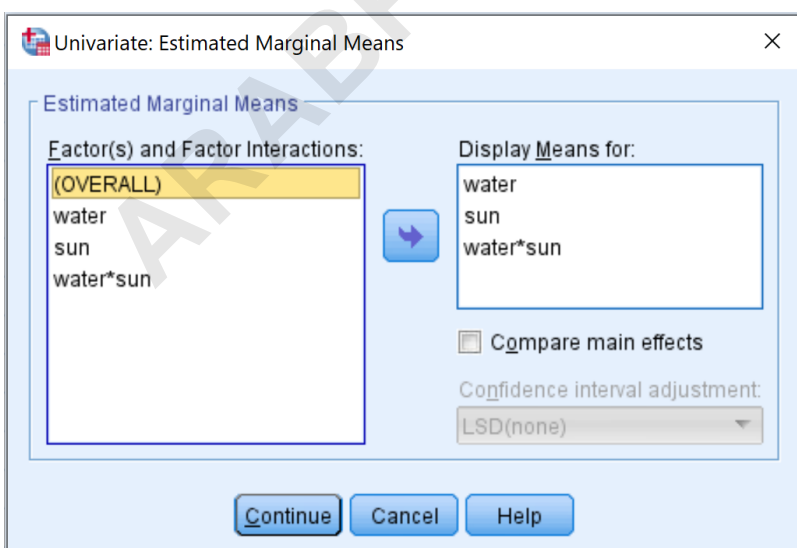 Univariate: Estimated Marginal Means
Estimated Marginal Means
Factor(s) and Factor Interactions:
(OVERALL)
water
sun
water*sun
Display Means for:
water
sun
water*sun
Compare main effects
Confidence interval adjustment:
LSD(none)
Continue
Cancel
Help